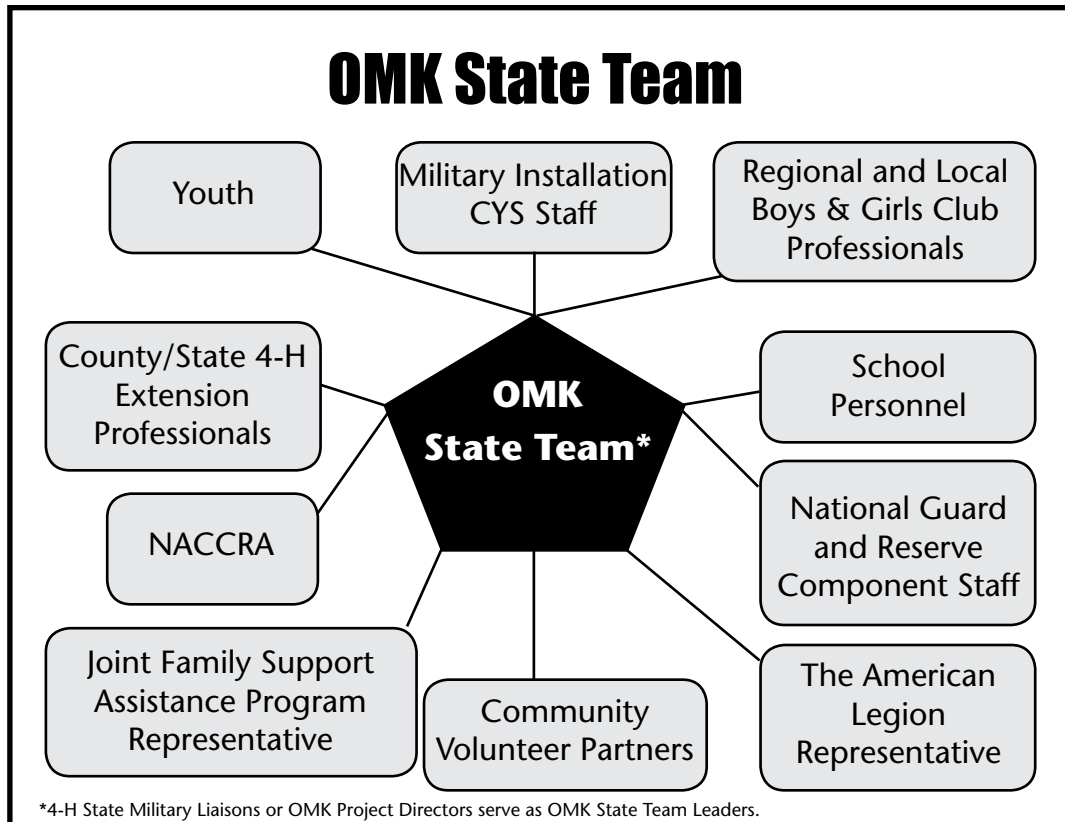 OMK State Team
Youth
Military Installation
CYS Staff
Regional and Local
Boys & Girls Club
Professionals
County/State 4-H
Extension
Professionals
OMK
State Team*
School
Personnel
NACCRA
National Guard
and Reserve
Component Staff
Joint Family Support
Assistance Program
Representative
Community
Volunteer Partners
The American
Legion
Representative
*4-H State Military Liaisons or OMK Project Directors serve as OMK State Team Leaders.